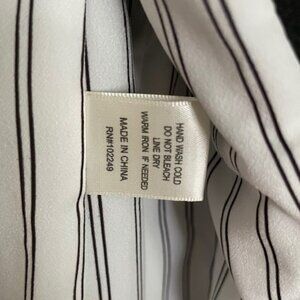 HAND WASH COLD
DO NOT BLEACH
LINE DRY
WARM IRON IF NEEDED
MADE IN CHINA
RN#102249